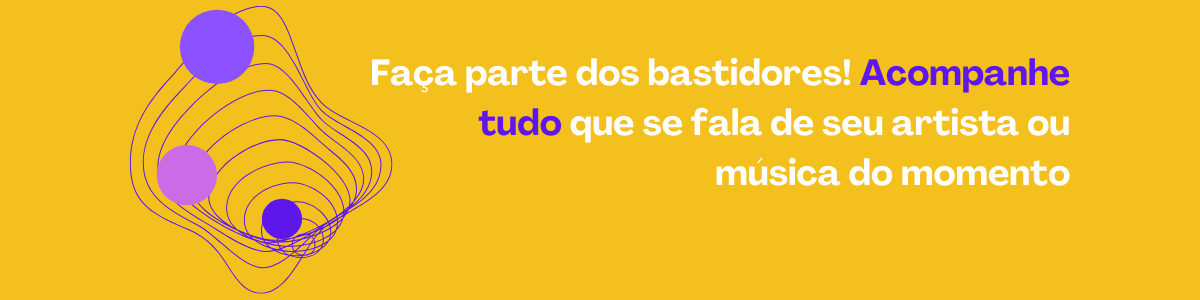 Faça parte dos bastidores! Acompanhe
tudo que se fala de seu artista ou
música do momento